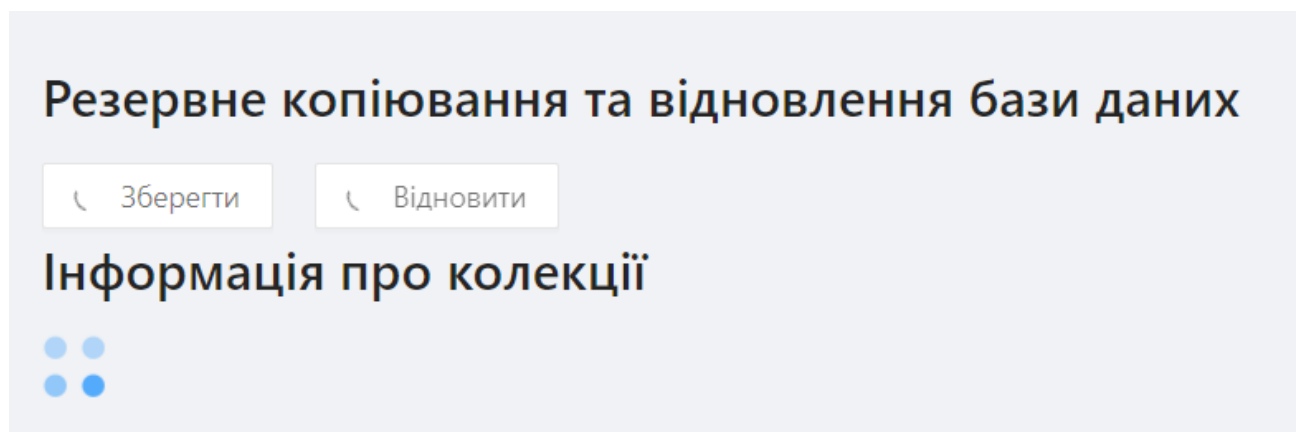 Резервне копіювання та відновлення бази даних
Зберегти Відновити
Інформація про колекції